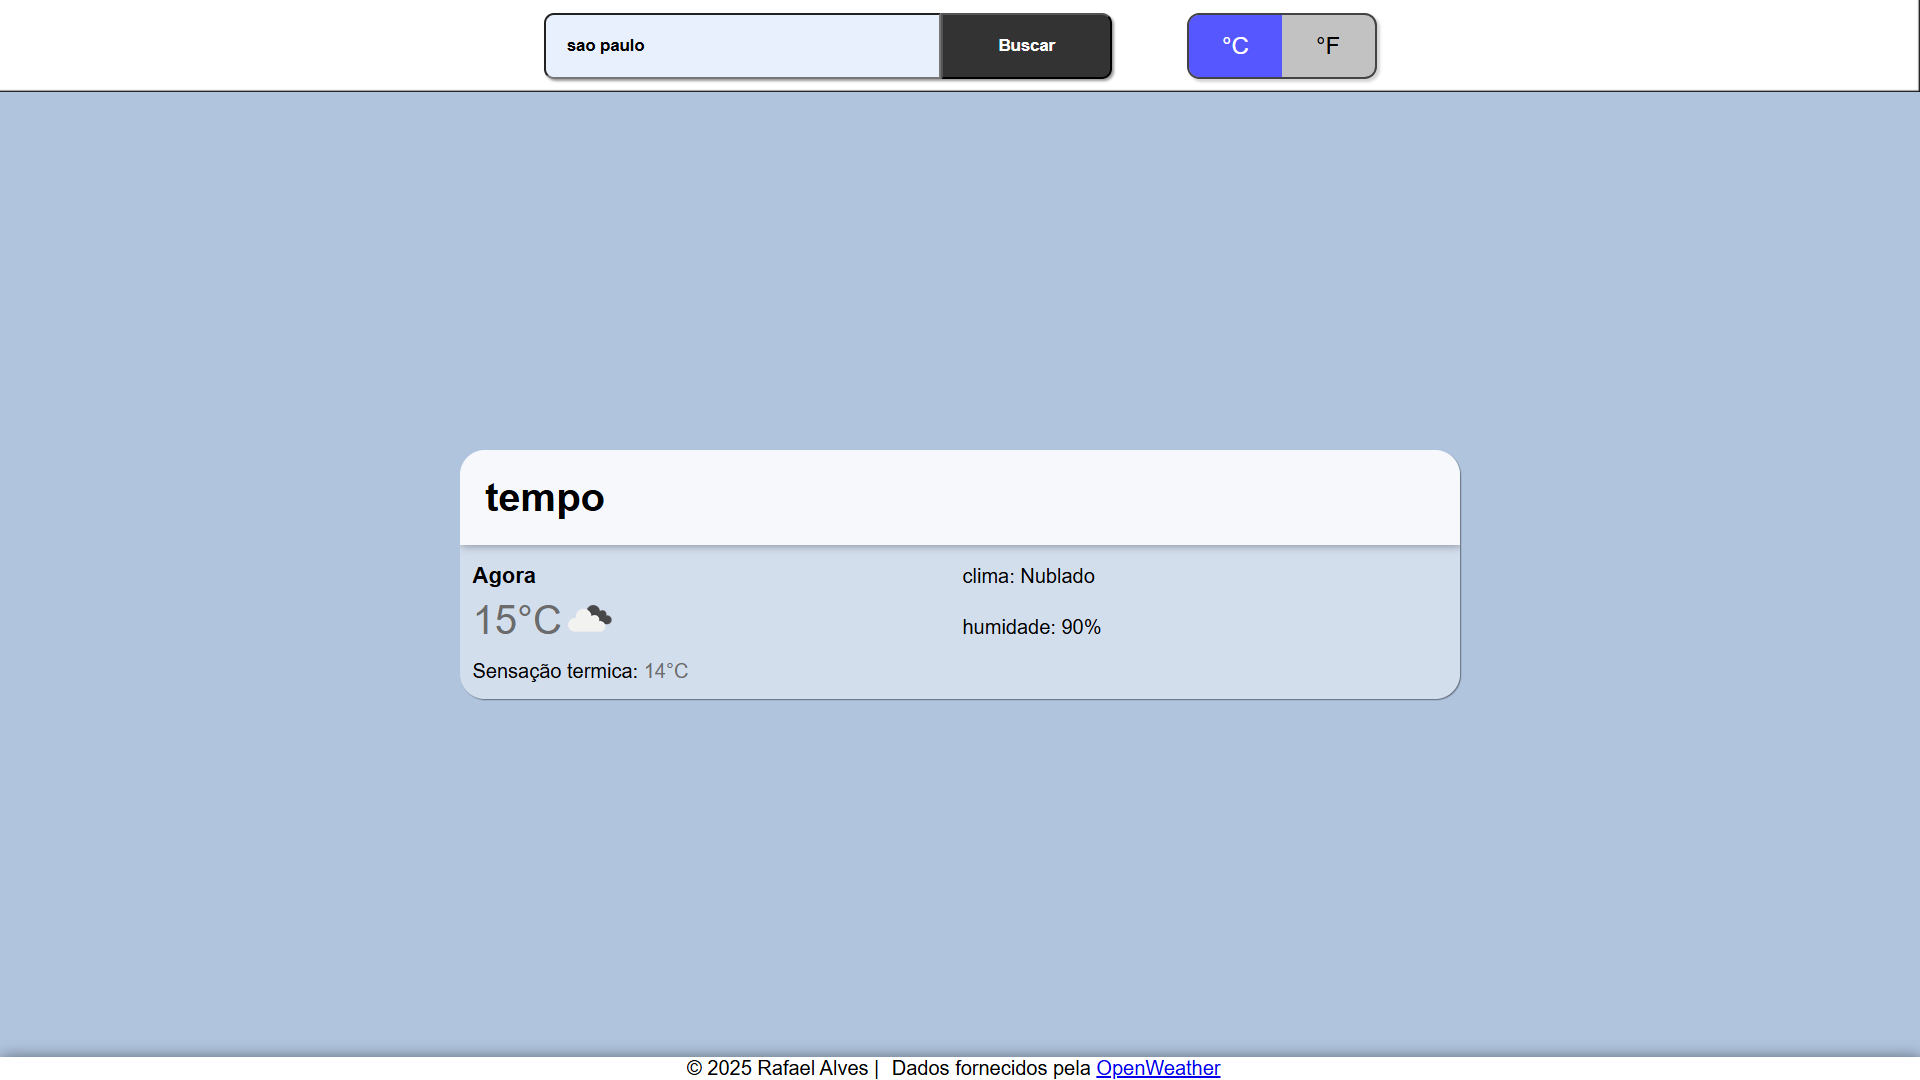 sao paulo
Buscar
°C
°F
tempo
Agora
15°C
Sensação termica: 14°C
clima: Nublado
humidade: 90%
© 2025 Rafael Alves | Dados fornecidos pela OpenWeather